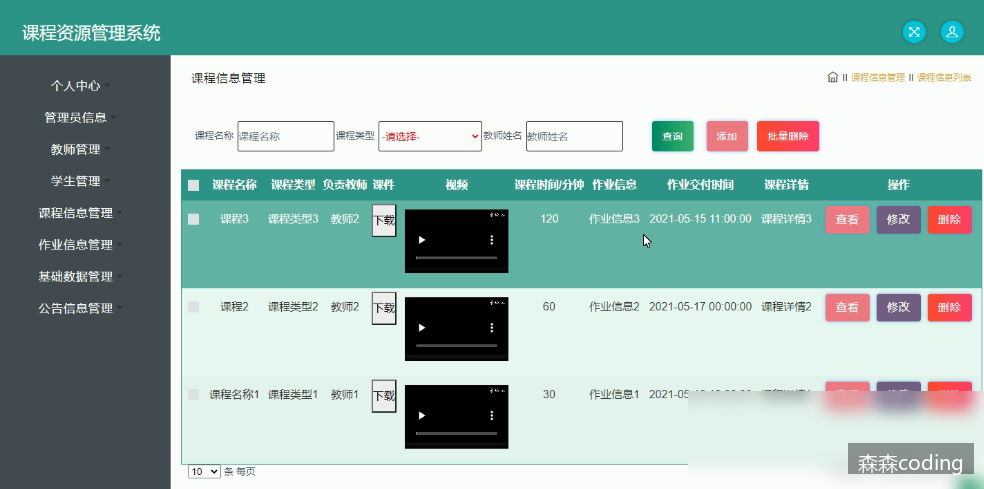 课程资源管理系统
个人中心
管理员信息
教师管理
学生管理
课程信息管理
作业信息管理
基础数据管理
公告信息管理
课程信息管理
课程信息管理 课程信息列表
课程名称 课程名称 课程类型 -请选择- 教师姓名 教师姓名 查询 添加 批量删除
课程名称 课程类型 负责教师 课件 视频 课程时间/分钟 作业信息 作业交付时间 课程详情 操作
课程3 课程类型3 教师2 下载 120 作业信息3 2021-05-15 11:00:00 课程详情3 查看 修改 删除
课程2 课程类型2 教师2 下载 60 作业信息2 2021-05-17 00:00:00 课程详情2 查看 修改 删除
课程名称1 课程类型1 教师1 下载 30 作业信息1 2021-05
10 条 每页
森森coding